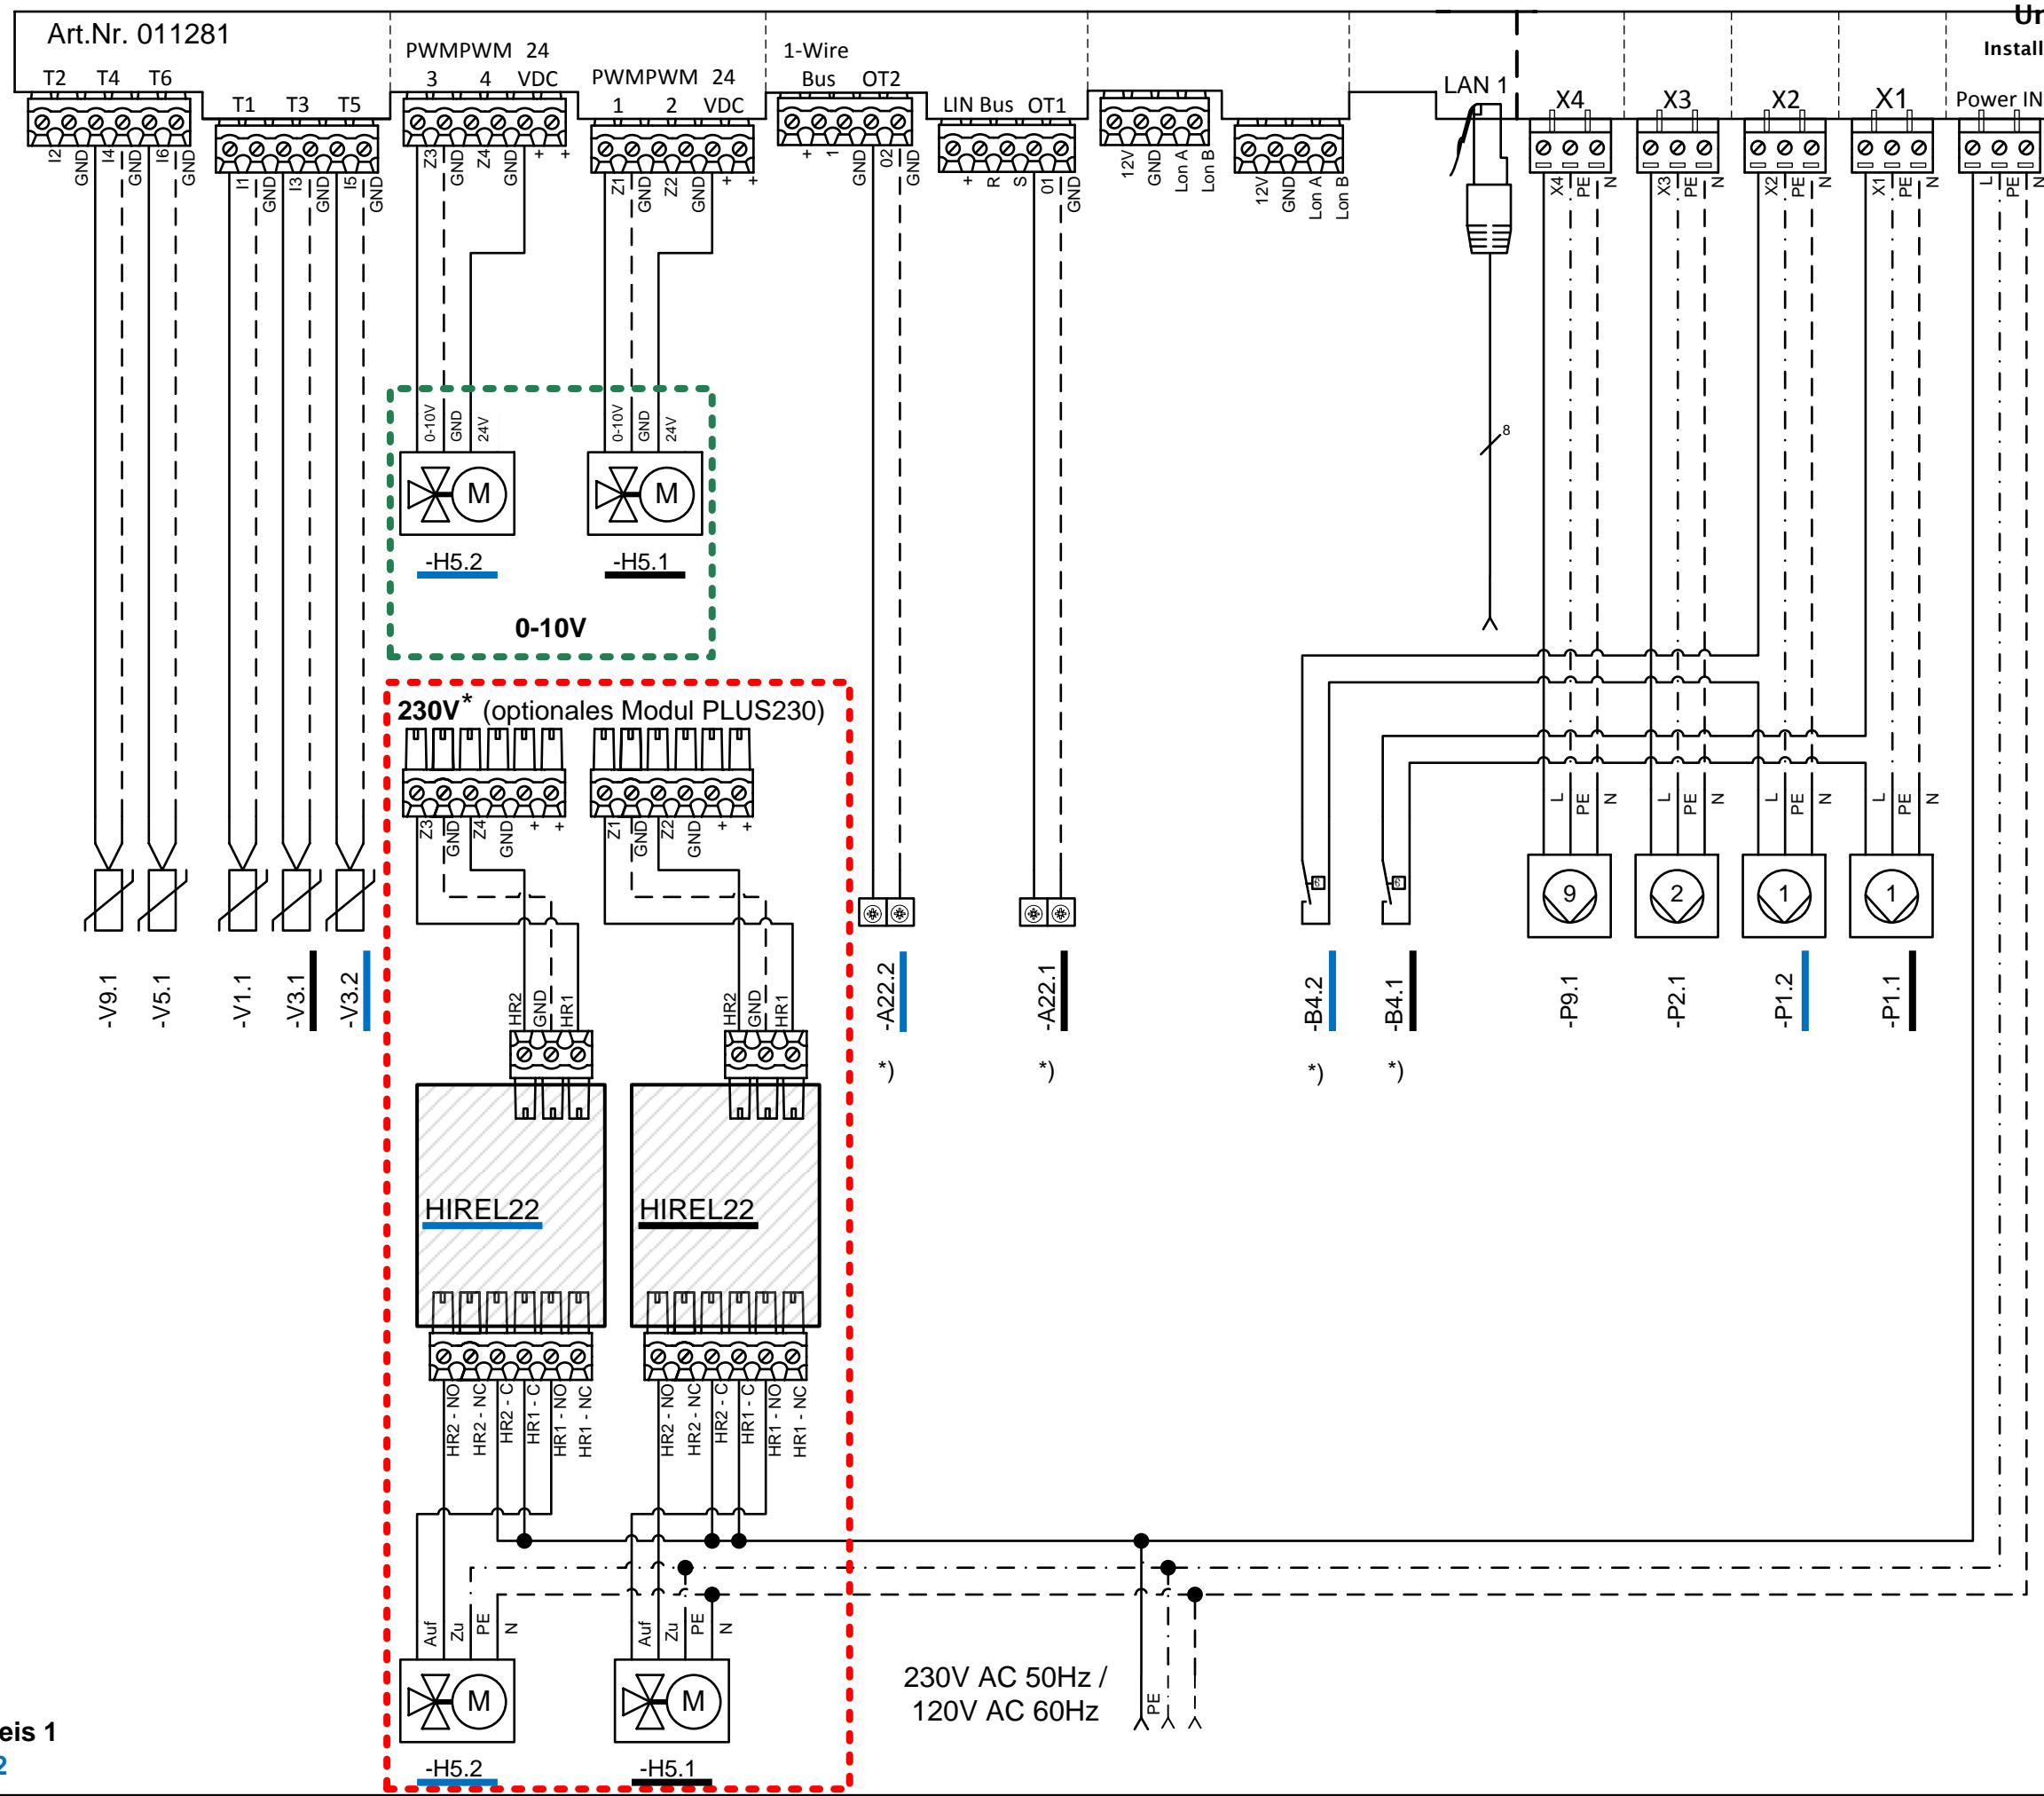 Art.Nr. 011281
Install
T2 T4 T6
T1 T3 T5
PWM PWM 24
3 4 VDC
PWM PWM 24
1 2 VDC
1-Wire
Bus OT2
LIN Bus OT1
LAN 1
X4 X3 X2 X1 Power IN
I2 GND I4 GND I6 GND
I1 GND I3 GND I5 GND
Z3 GND Z4 GND + +
Z1 GND Z2 GND + +
+ 1 GND 02 GND
+ R S 01 GND
12V GND Lon A Lon B
12V GND Lon A Lon B
X4 PE N
X3 PE N
X2 PE N
X1 PE N
L PE N
8
0-10V GND 24V
0-10V GND 24V
M M
-H5.2 -H5.1
0-10V
230V* (optionales Modul PLUS230)
Z3 GND Z4 GND + +
Z1 GND Z2 GND + +
L PE N
L PE N
L PE N
L PE N
9 2 1 1
-V9.1
-V5.1
-V1.1
-V3.1
-V3.2
-A22.2
*)
-A22.1
*)
-B4.2
*)
-B4.1
*)
-P9.1
-P2.1
-P1.2
-P1.1
HR2 GND HR1
HR2 GND HR1
HIREL22 HIREL22
HR2 - NO HR2 - NC HR2 - C HR1 - C HR1 - NO HR1 - NC
HR2 - NO HR2 - NC HR2 - C HR1 - C HR1 - NO HR1 - NC
Auf Zu PE N
Auf Zu PE N
M M
-H5.2 -H5.1
230V AC 50Hz /
120V AC 60Hz
PE
eis 1
2